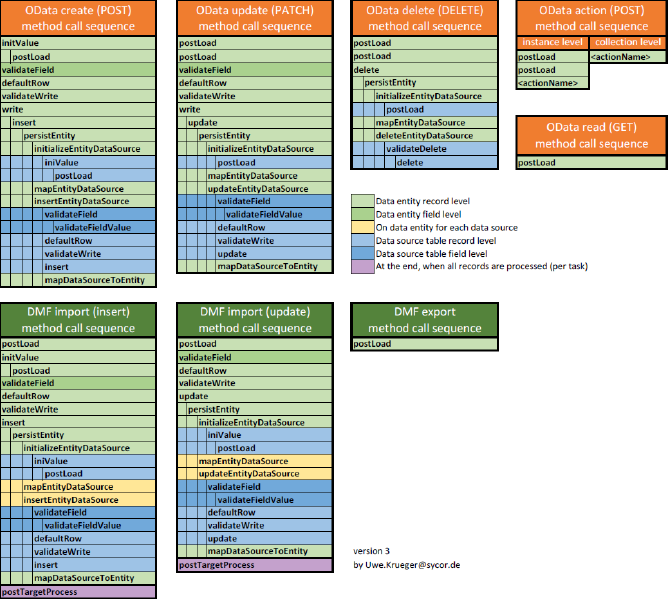 OData create (POST)
method call sequence
initValue
postLoad
validateField
defaultRow
validateWrite
write
insert
persistEntity
initializeEntityDataSource
iniValue
postLoad
mapEntityDataSource
insertEntityDataSource
validateField
validateFieldValue
defaultRow
validateWrite
insert
mapDataSourceToEntity
OData update (PATCH)
method call sequence
postLoad
postLoad
validateField
defaultRow
validateWrite
write
update
persistEntity
initializeEntityDataSource
postLoad
mapEntityDataSource
updateEntityDataSource
validateField
validateFieldValue
defaultRow
validateWrite
update
mapDataSourceToEntity
OData delete (DELETE)
method call sequence
postLoad
postLoad
delete
persistEntity
initializeEntityDataSource
postLoad
mapEntityDataSource
deleteEntityDataSource
validateDelete
delete
OData action (POST)
method call sequence
instance level collection level
postLoad <actionName>
postLoad
<actionName>
OData read (GET)
method call sequence
postLoad
Data entity record level
Data entity field level
On data entity for each data source
Data source table record level
Data source table field level
At the end, when all records are processed (per task)
DMF import (insert)
method call sequence
postLoad
initValue
postLoad
validateField
defaultRow
validateWrite
insert
persistEntity
initializeEntityDataSource
iniValue
postLoad
mapEntityDataSource
insertEntityDataSource
validateField
validateFieldValue
defaultRow
validateWrite
insert
mapDataSourceToEntity
postTargetProcess
DMF import (update)
method call sequence
postLoad
validateField
defaultRow
validateWrite
update
persistEntity
initializeEntityDataSource
iniValue
postLoad
mapEntityDataSource
updateEntityDataSource
validateField
validateFieldValue
defaultRow
validateWrite
update
mapDataSourceToEntity
postTargetProcess
DMF export
method call sequence
postLoad
version 3
by Uwe.Krueger@sycor.de